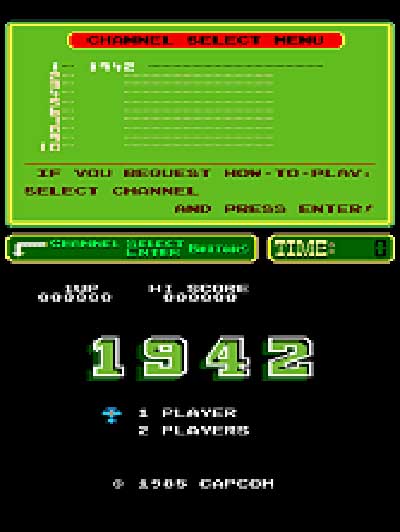 CHANNEL SELECT MENU
1942
IF YOU REQUEST HOW-TO-PLAY.
SELECT CHANNEL
AND PRESS ENTER!
CHANNEL SELECT
ENTER BUTTONS
TIME: 0
1UP HI SCORE
000000 000000
1942
1 PLAYER
2 PLAYERS
© 1985 CAPCOM